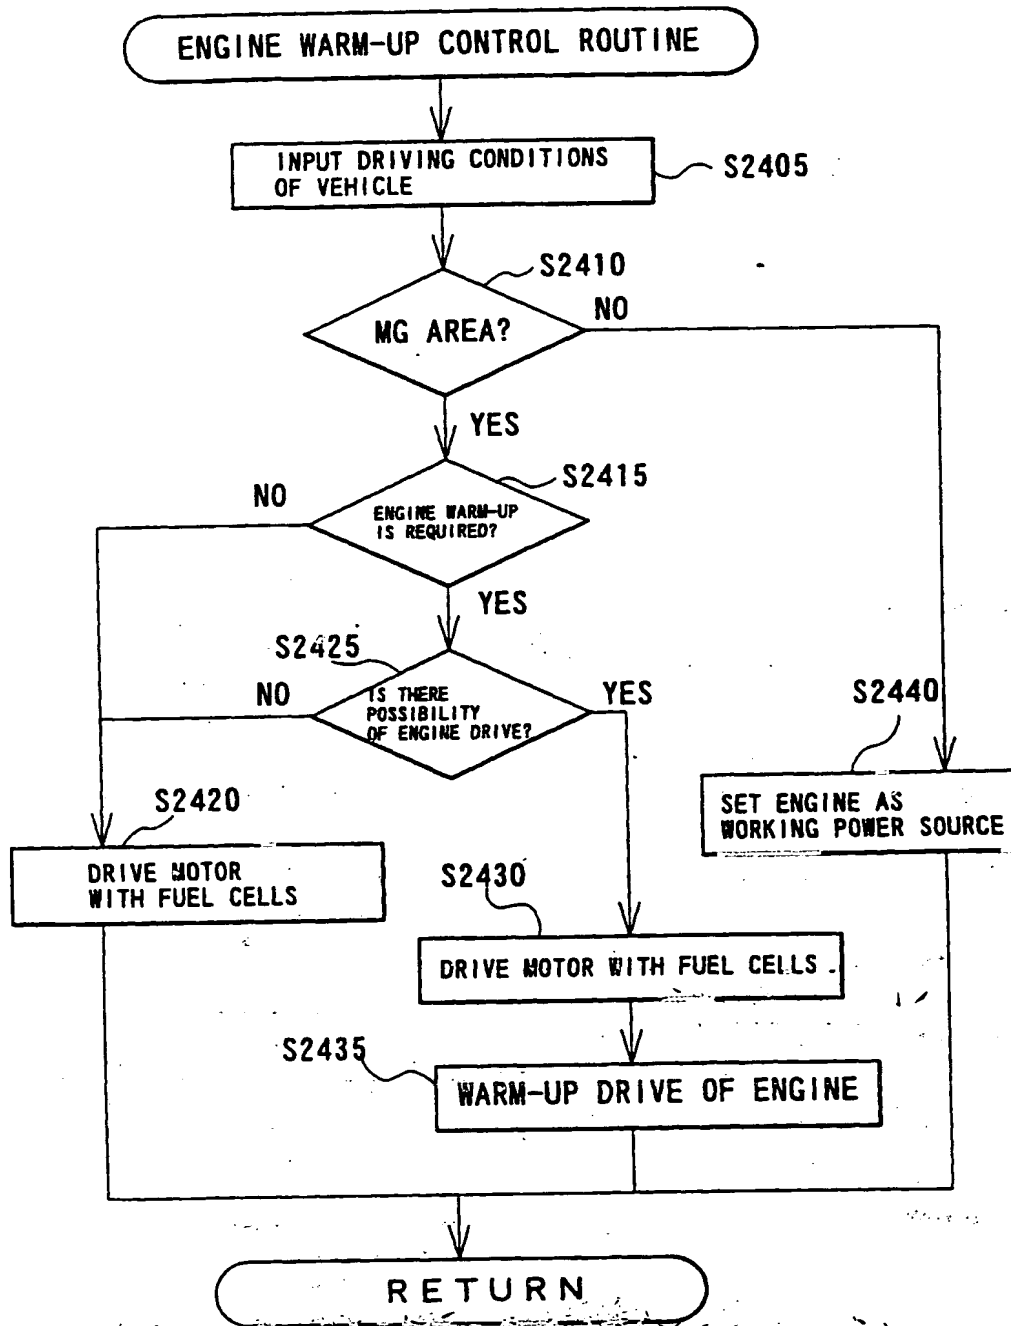 ENGINE WARM-UP CONTROL ROUTINE
INPUT DRIVING CONDITIONS
OF VEHICLE
S2405
S2410
MG AREA?
NO
YES
S2415
NO
ENGINE WARM-UP
IS REQUIRED?
YES
S2425
NO
IS THERE
POSSIBILITY
OF ENGINE DRIVE?
YES
S2440
SET ENGINE AS
WORKING POWER SOURCE
S2420
DRIVE MOTOR
WITH FUEL CELLS
S2430
DRIVE MOTOR WITH FUEL CELLS
S2435
WARM-UP DRIVE OF ENGINE
RETURN